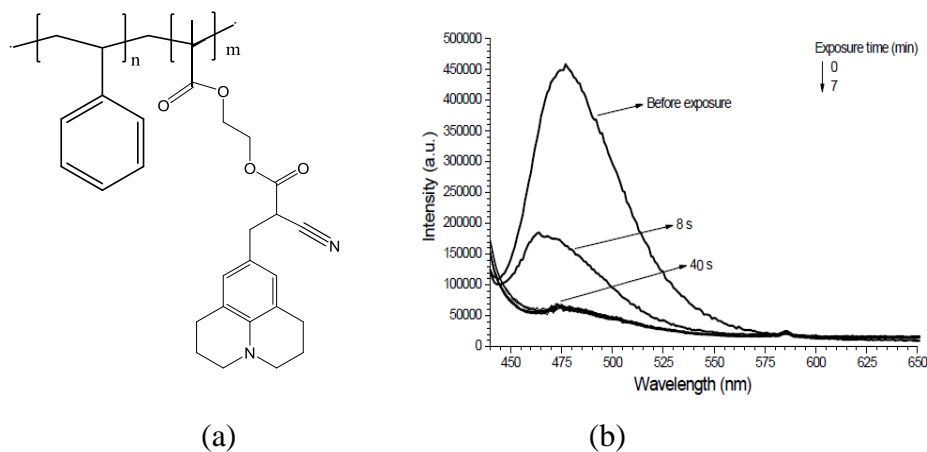 n
m
O
O
O
O
N
N
(a)
500000
450000
400000
350000
300000
250000
200000
150000
100000
50000
0
Intensity (a.u.)
450 475 500 525 550 575 600 625 650
Wavelength (nm)
Exposure time (min)
0
7
Before exposure
8 s
40 s
(b)